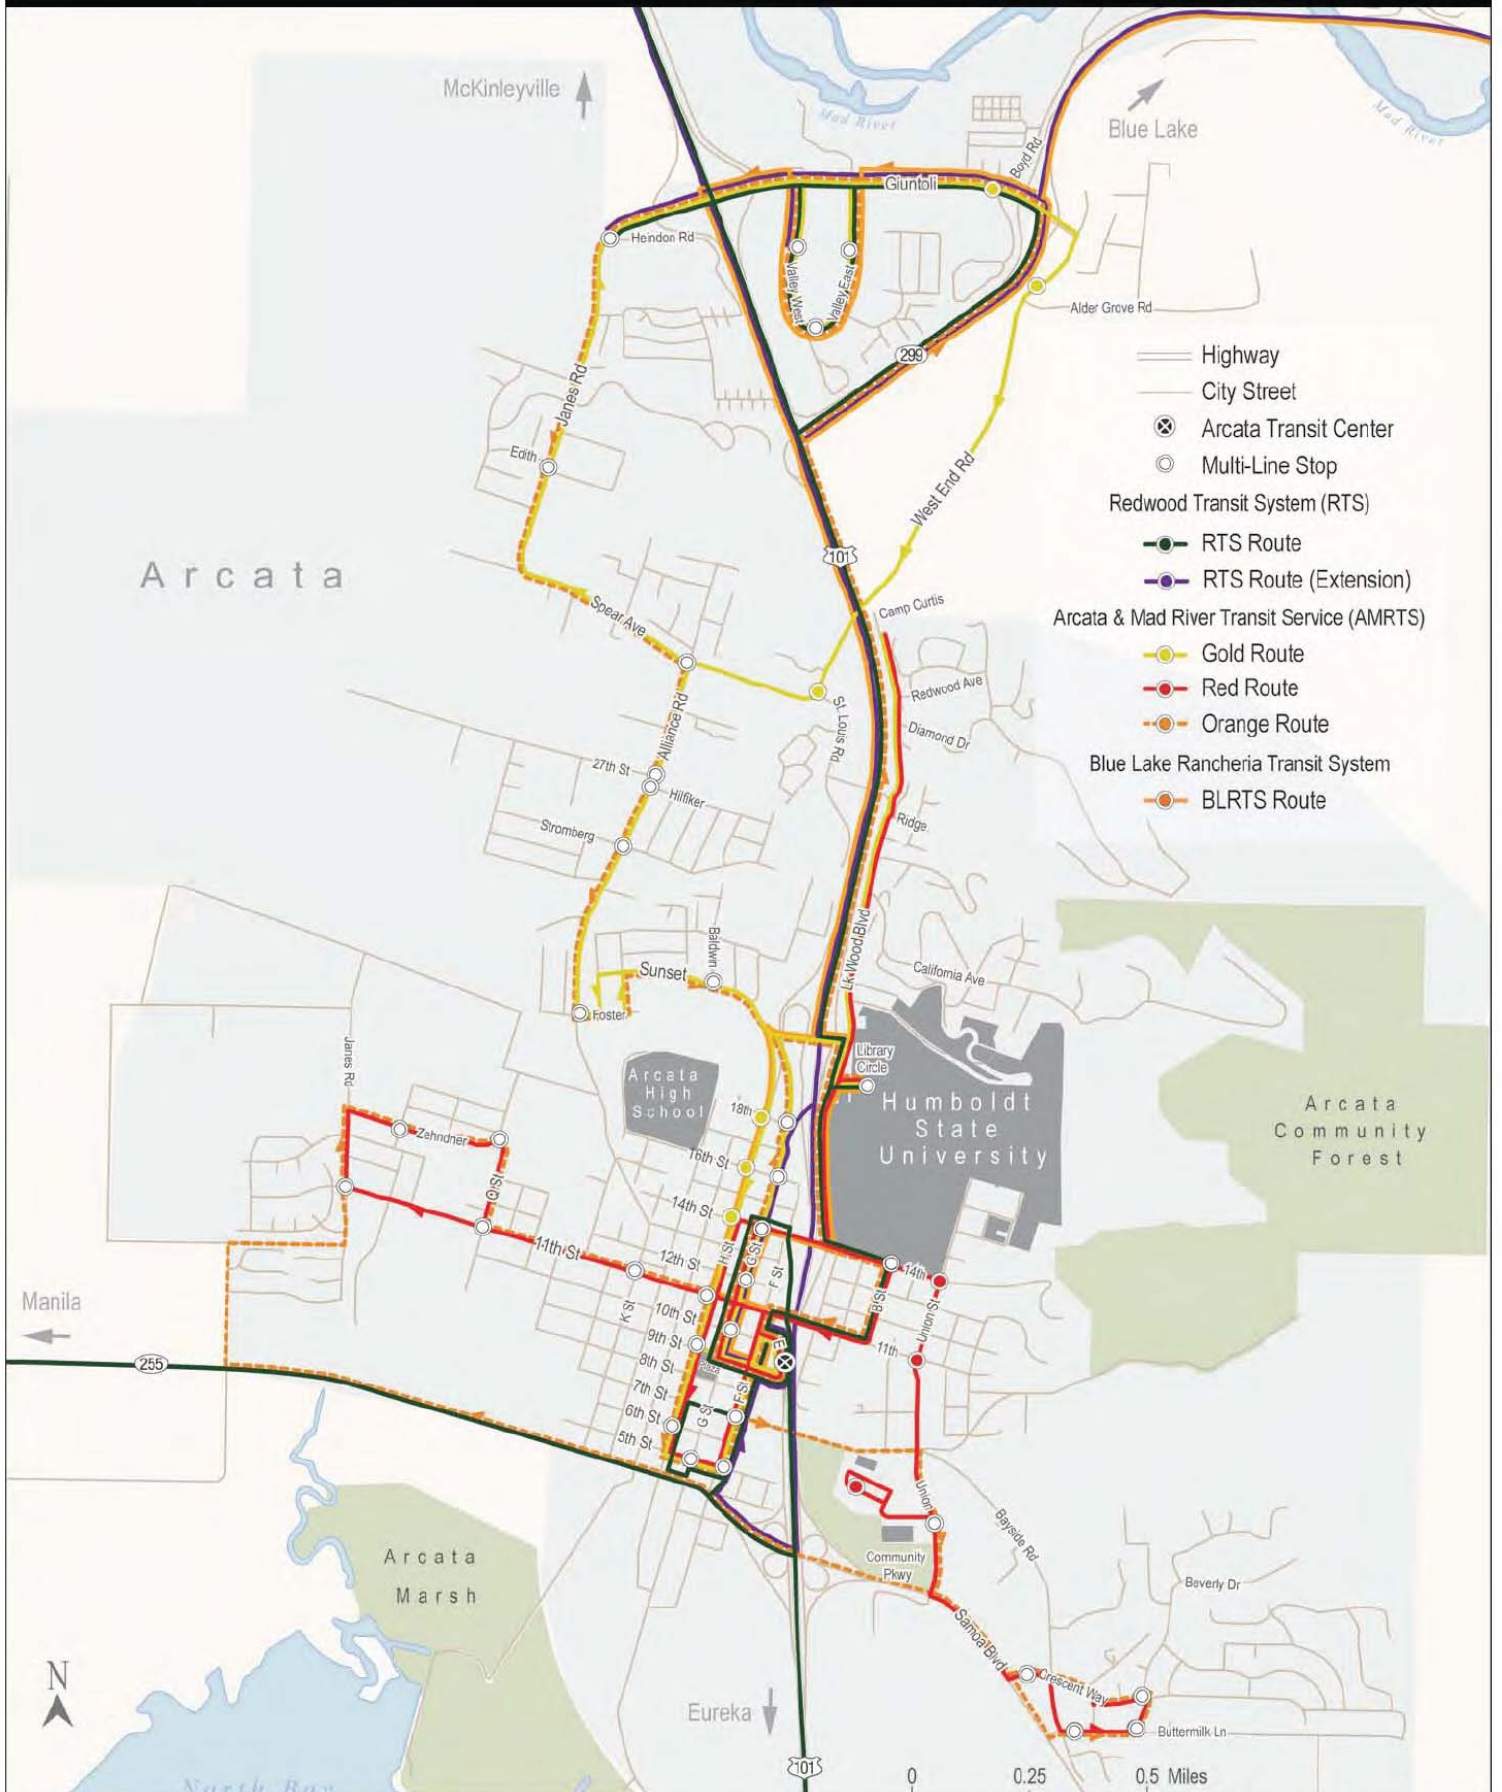 McKinleyville
Mad River
Blue Lake
Mad River
Boyd Rd
Giuntoli
Heindon Rd
Valley West
Valley East
Alder Grove Rd
299
Highway
City Street
Arcata Transit Center
Multi-Line Stop
Redwood Transit System (RTS)
RTS Route
RTS Route (Extension)
Arcata & Mad River Transit Service (AMRTS)
Gold Route
Red Route
Orange Route
Blue Lake Rancheria Transit System
BLRTS Route
Janes Rd
Edith
West End Rd
101
Arcata
Camp Curtis
Spear Ave
Redwood Ave
St. Louis Rd
Diamond Dr
Alliance Rd
27th St
Hilfiker
Stromberg
Ridge
Lk Wood Blvd
Baldwin
Sunset
California Ave
Foster
Janes Rd
Library
Circle
Arcata
High
School
Humboldt
State
University
Arcata
Community
Forest
18th
Zehndner
16th St
Q St
14th St
11th St
12th St
H St
G St
F St
14th
Manila
K St
10th St
B St
Union St
9th St
11th
E
255
8th St
Plaza
7th St
F St
6th St
G St
5th St
Union
Bayside Rd
Community
Pkwy
Arcata
Marsh
Beverly Dr
Samoa Blvd
N
Crescent Way
Eureka
Buttermilk Ln
101
0 0.25 0.5 Miles
North Bay